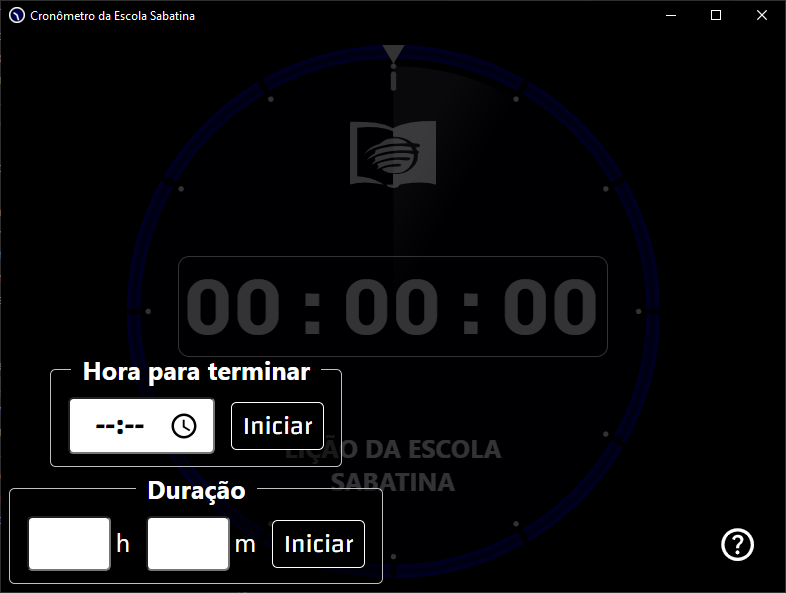 Cronômetro da Escola Sabatina
00:00:00
Hora para terminar
--:-- Iniciar
LIÇÃO DA ESCOLA
SABATINA
Duração
h m Iniciar
?